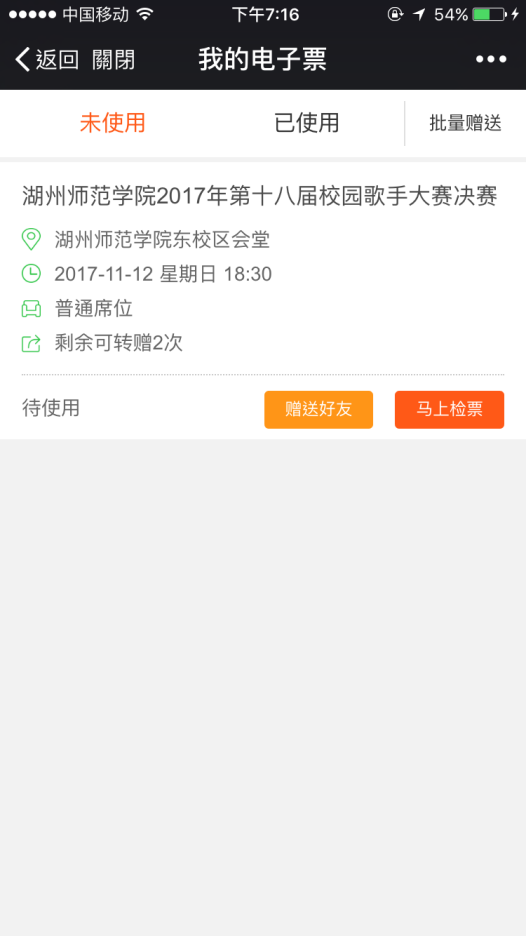 中国移动 下午7:16 54%
返回 關閉 我的电子票
未使用 已使用 批量赠送
湖州师范学院2017年第十八届校园歌手大赛决赛
湖州师范学院东校区会堂
2017-11-12 星期日 18:30
普通席位
剩余可转赠2次
待使用 赠送好友 马上检票